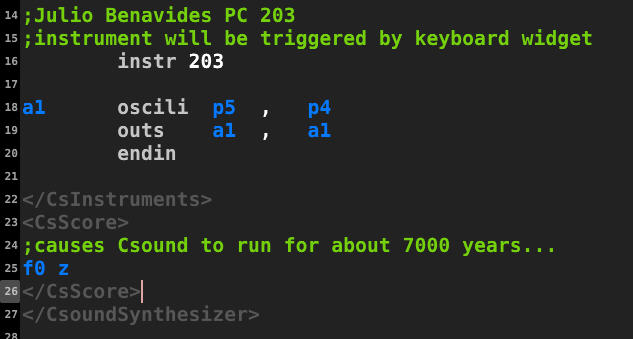 14 ;Julio Benavides PC 203
15 ;instrument will be triggered by keyboard widget
16 instr 203
17
18 a1 oscili p5 , p4
19 outs a1 , a1
20 endin
21
22 </CsInstruments>
23 <CsScore>
24 ;causes Csound to run for about 7000 years...
25 f0 z
26 </CsScore>
27 </CsoundSynthesizer>
28